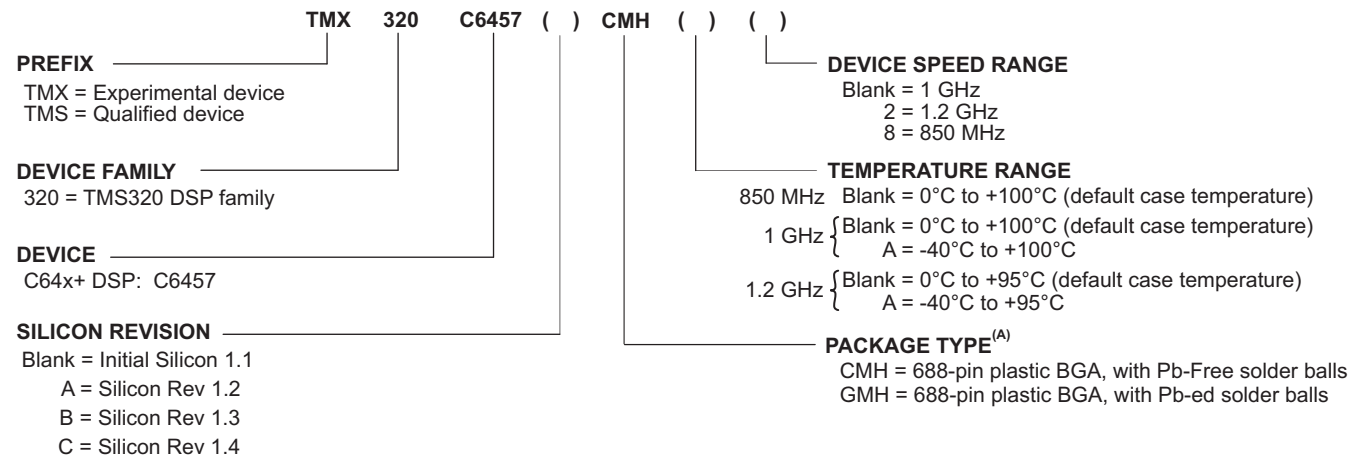 TMX 320 C6457 ( ) CMH ( ) ( )
PREFIX
TMX = Experimental device
TMS = Qualified device
DEVICE FAMILY
320 = TMS320 DSP family
DEVICE
C64x+ DSP: C6457
SILICON REVISION
Blank = Initial Silicon 1.1
A = Silicon Rev 1.2
B = Silicon Rev 1.3
C = Silicon Rev 1.4
DEVICE SPEED RANGE
Blank = 1 GHz
2 = 1.2 GHz
8 = 850 MHz
TEMPERATURE RANGE
850 MHz Blank = 0°C to +100°C (default case temperature)
1 GHz { Blank = 0°C to +100°C (default case temperature)
A = -40°C to +100°C
1.2 GHz { Blank = 0°C to +95°C (default case temperature)
A = -40°C to +95°C
PACKAGE TYPE(A)
CMH = 688-pin plastic BGA, with Pb-Free solder balls
GMH = 688-pin plastic BGA, with Pb-ed solder balls